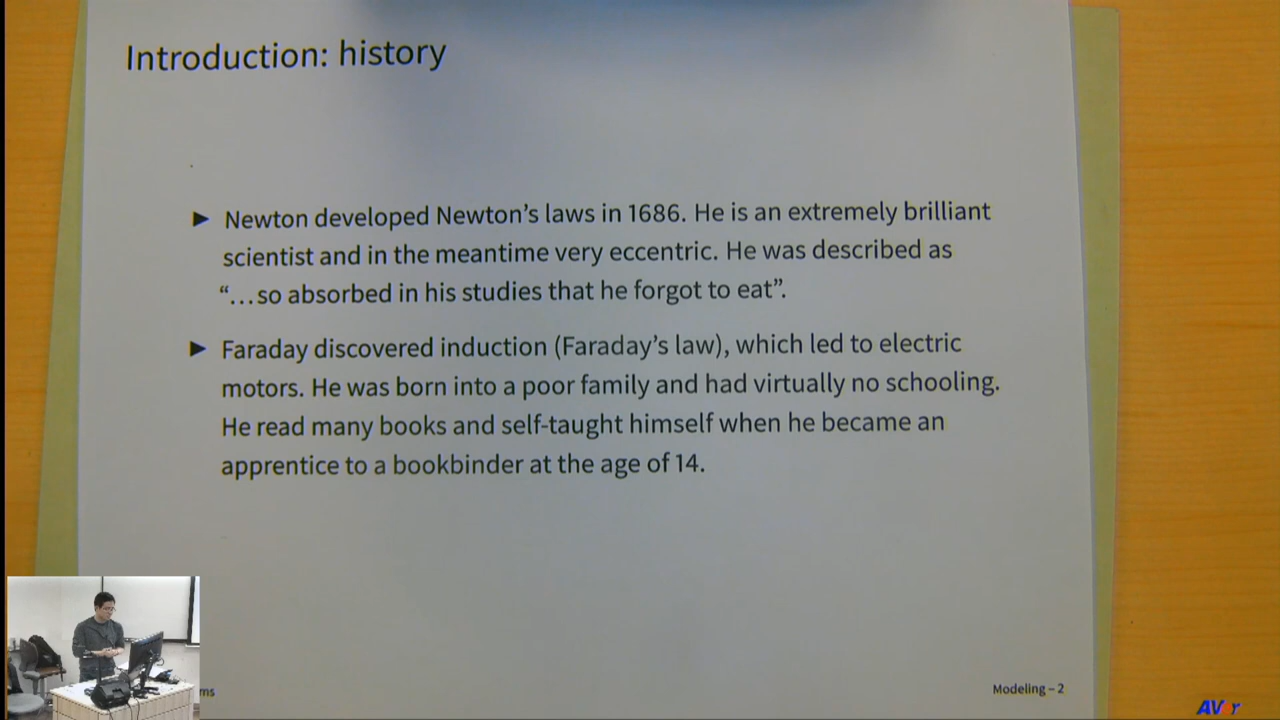 Introduction: history
► Newton developed Newton's laws in 1686. He is an extremely brilliant
scientist and in the meantime very eccentric. He was described as
“…so absorbed in his studies that he forgot to eat”.
► Faraday discovered induction (Faraday's law), which led to electric
motors. He was born into a poor family and had virtually no schooling.
He read many books and self-taught himself when he became an
apprentice to a bookbinder at the age of 14.
Modeling – 2